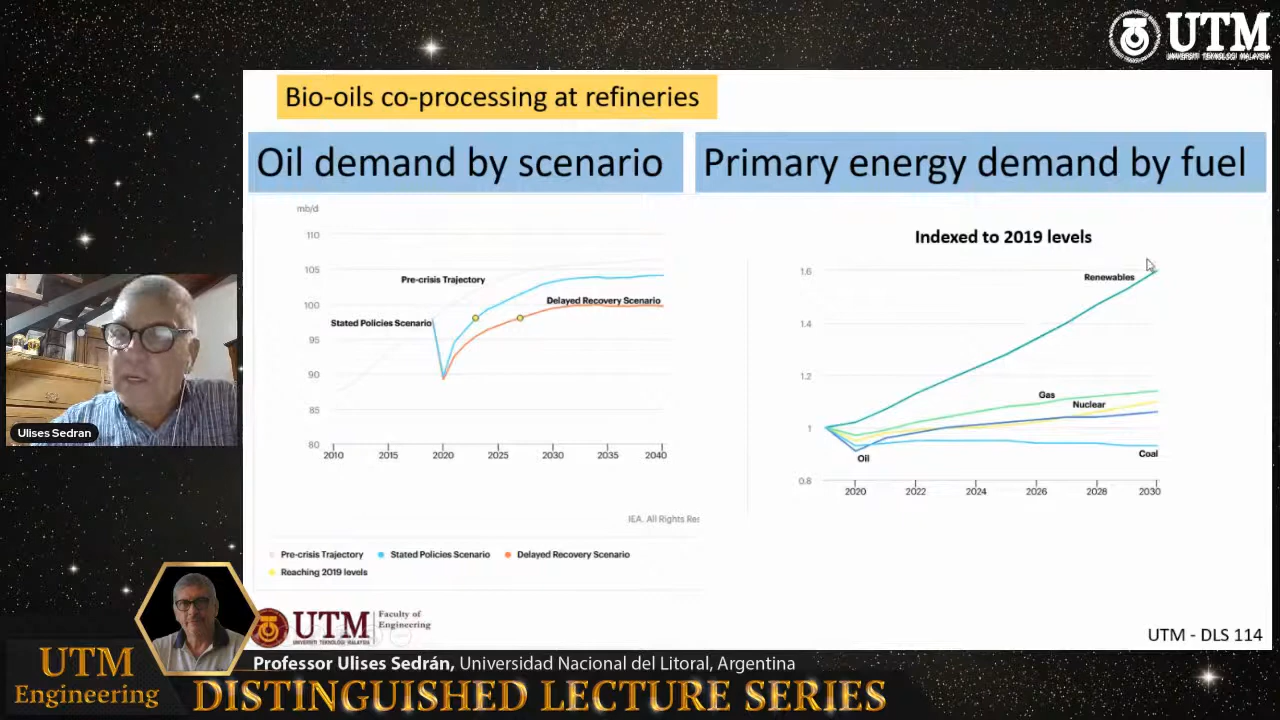 UTM
UNIVERSITI TEKNOLOGI MALAYSIA
Bio-oils co-processing at refineries
Oil demand by scenario
Primary energy demand by fuel
mb/d
110
105
100
95
90
85
80
Pre-crisis Trajectory
Delayed Recovery Scenario
Stated Policies Scenario
2010 2015 2020 2025 2030 2035 2040
IEA. All Rights Res
Pre-crisis Trajectory Stated Policies Scenario Delayed Recovery Scenario
Reaching 2019 levels
Indexed to 2019 levels
1.6
1.4
1.2
1
0.8
Renewables
Gas
Nuclear
Oil
Coal
2020 2022 2024 2026 2028 2030
Ulises Sedran
UTM
UNIVERSITI TEKNOLOGI MALAYSIA
Faculty of
Engineering
UTM - DLS 114
UTM
Engineering
Professor Ulises Sedrán, Universidad Nacional del Litoral, Argentina
DISTINGUISHED LECTURE SERIES